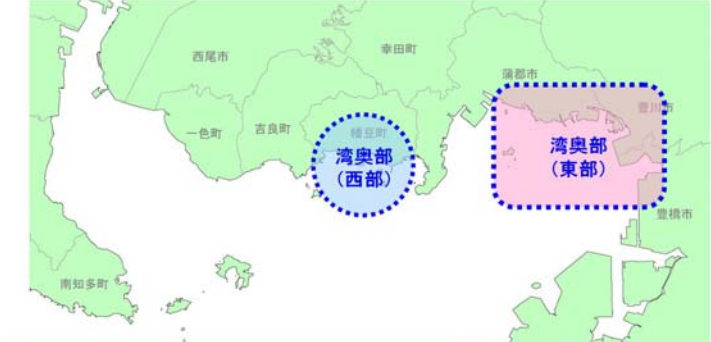 幸田町
西尾市
蒲郡市
豊川市
一色町
吉良町
幡豆町
湾奥部
(西部)
湾奥部
(東部)
豊橋市
南知多町